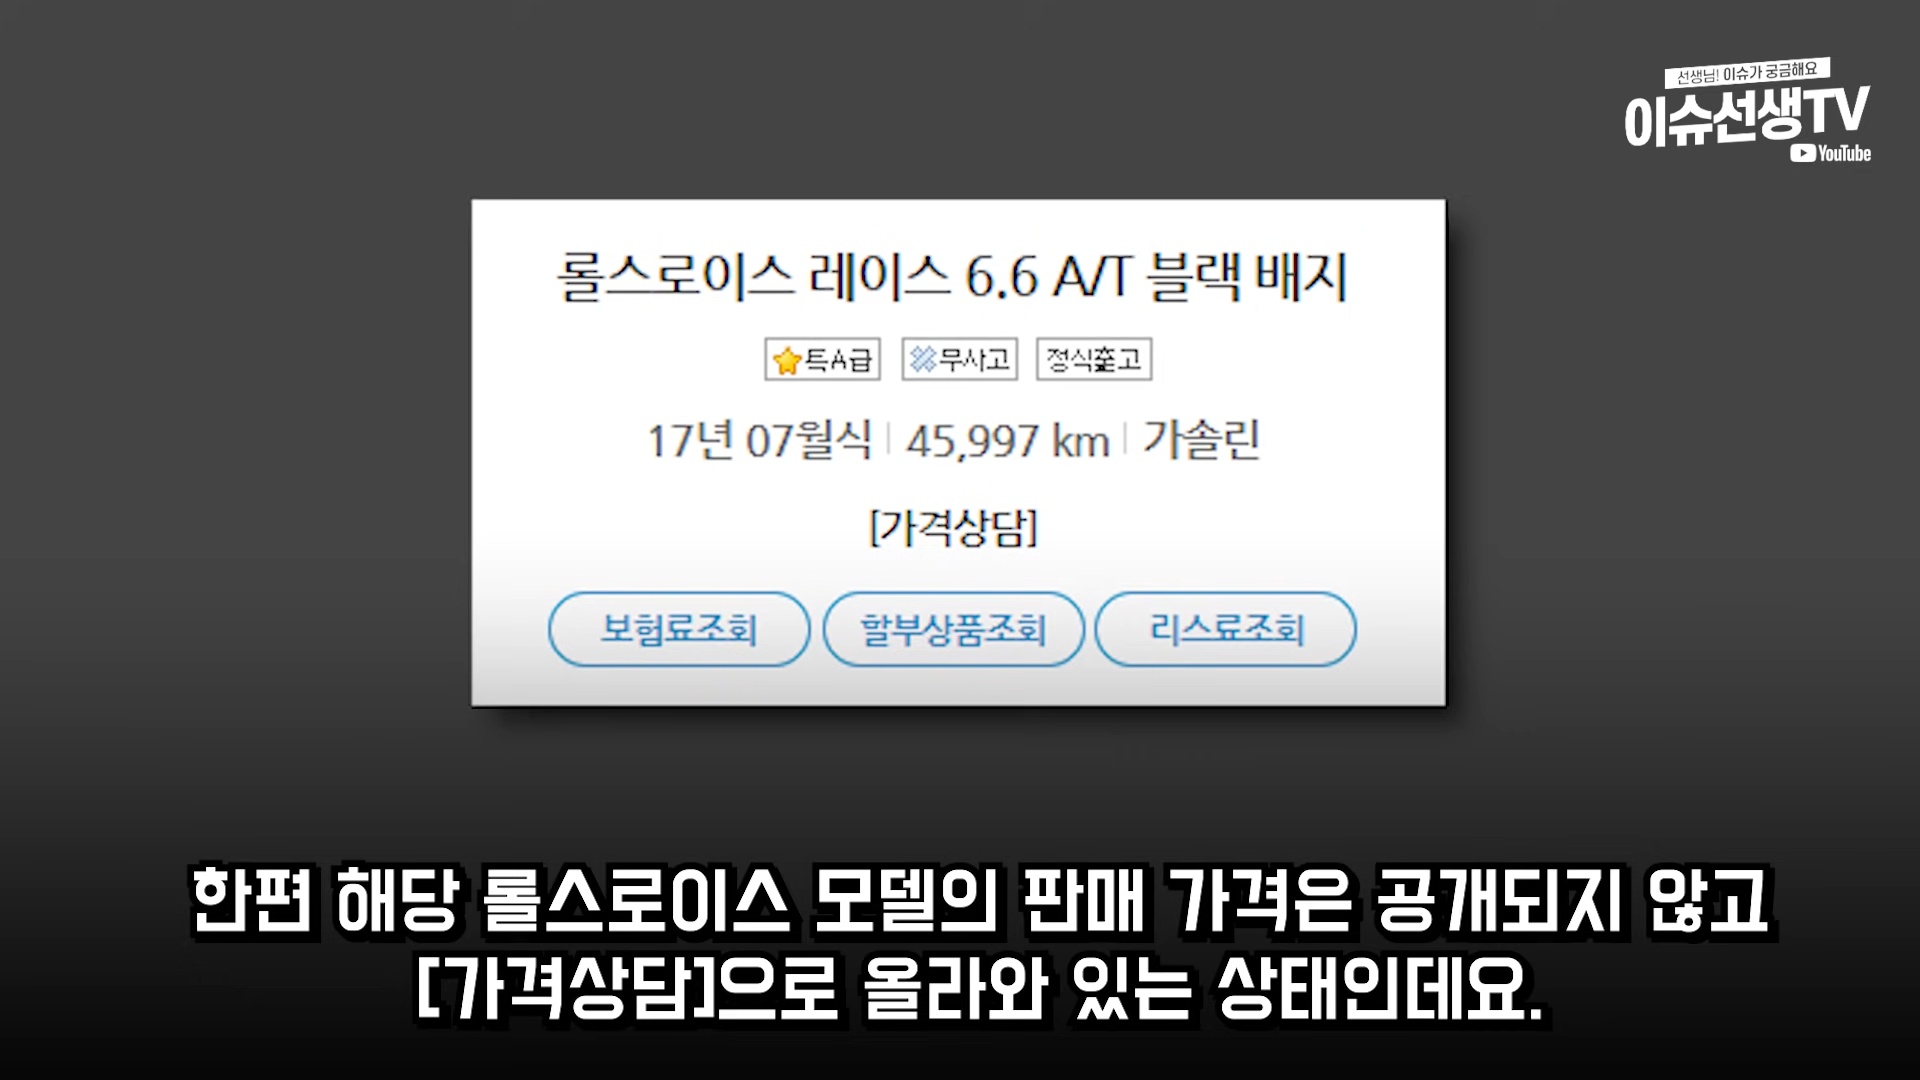 선생님! 이슈가 궁금해요
이슈선생TV
YouTube
롤스로이스 레이스 6.6 A/T 블랙 배지
특A급 무사고 정식출고
17년 07월식 45,997 km 가솔린
[가격상담]
보험료조회 할부상품조회 리스료조회
한편 해당 롤스로이스 모델의 판매 가격은 공개되지 않고
[가격상담]으로 올라와 있는 상태인데요.